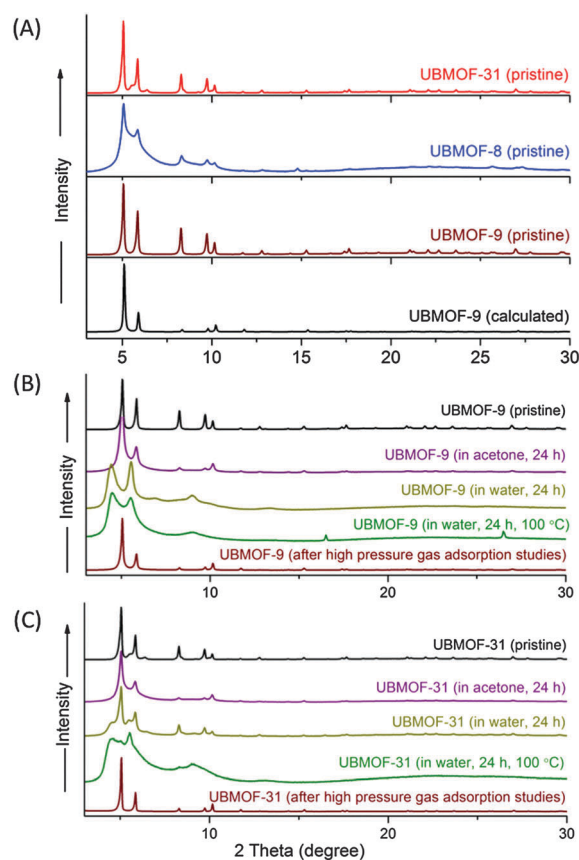 (A)
UBMOF-31 (pristine)
UBMOF-8 (pristine)
UBMOF-9 (pristine)
UBMOF-9 (calculated)
Intensity
5 10 15 20 25 30
(B)
UBMOF-9 (pristine)
UBMOF-9 (in acetone, 24 h)
UBMOF-9 (in water, 24 h)
UBMOF-9 (in water, 24 h, 100 °C)
UBMOF-9 (after high pressure gas adsorption studies)
Intensity
10 20 30
(C)
UBMOF-31 (pristine)
UBMOF-31 (in acetone, 24 h)
UBMOF-31 (in water, 24 h)
UBMOF-31 (in water, 24 h, 100 °C)
UBMOF-31 (after high pressure gas adsorption studies)
Intensity
5 10 15 20 25 30
2 Theta (degree)